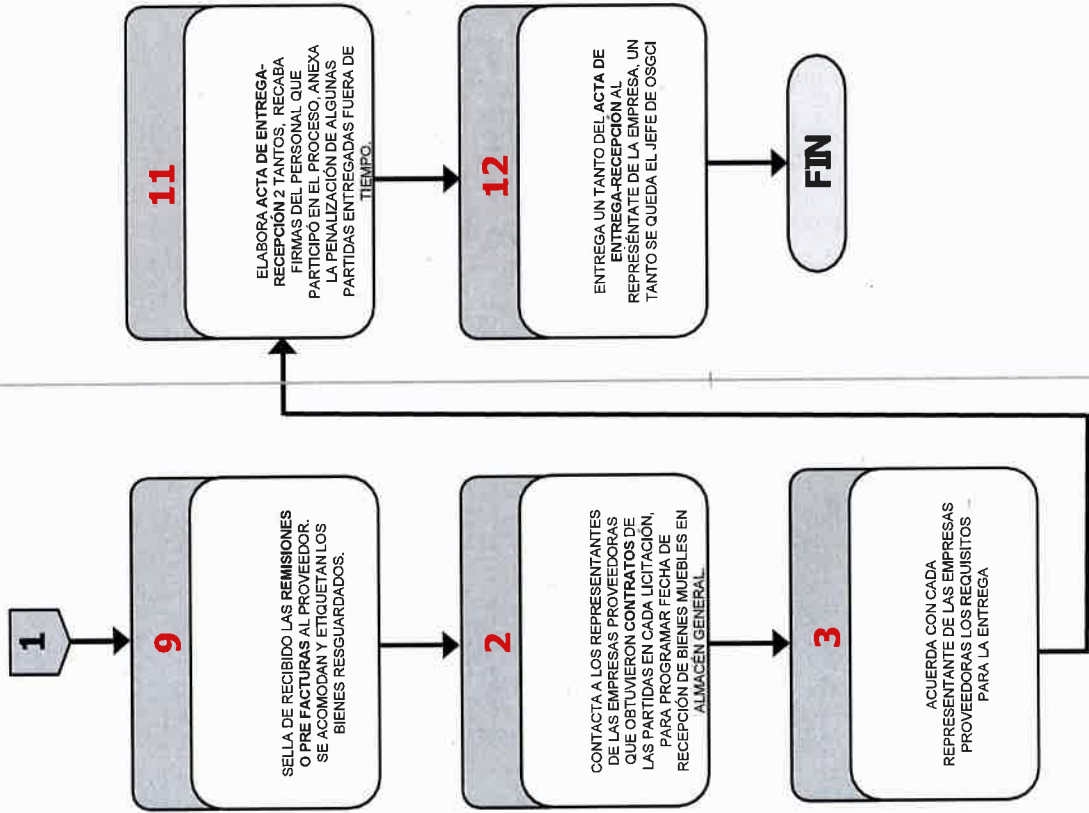 1
9
SELLA DE RECIBIDO LAS REMISIONES
O PRE FACTURAS AL PROVEEDOR.
SE ACOMODAN Y ETIQUETAN LOS
BIENES RESGUARDADOS.
2
CONTACTA A LOS REPRESENTANTES
DE LAS EMPRESAS PROVEEDORAS
QUE OBTUVIERON CONTRATOS DE
LAS PARTIDAS EN CADA LICITACIÓN,
PARA PROGRAMAR FECHA DE
RECEPCIÓN DE BIENES MUEBLES EN
ALMACÉN GENERAL.
3
ACUERDA CON CADA
REPRESENTANTE DE LAS EMPRESAS
PROVEEDORAS LOS REQUISITOS
PARA LA ENTREGA
11
ELABORA ACTA DE ENTREGA-
RECEPCIÓN 2 TANTOS, RECABA
FIRMAS DEL PERSONAL QUE
PARTICIPÓ EN EL PROCESO, ANEXA
LA PENALIZACIÓN DE ALGUNAS
PARTIDAS ENTREGADAS FUERA DE
TIEMPO.
12
ENTREGA UN TANTO DEL ACTA DE
ENTREGA-RECEPCIÓN AL
REPRESÉNTATE DE LA EMPRESA, UN
TANTO SE QUEDA EL JEFE DE OSGCI
FIN